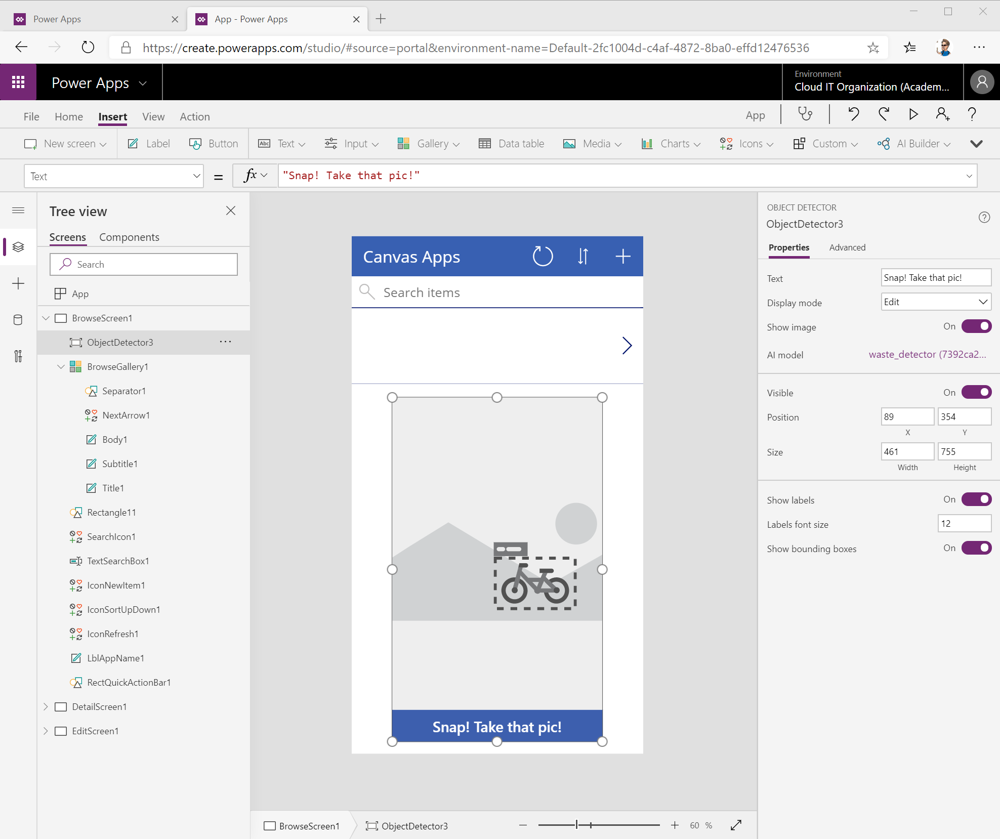 Power Apps
App - Power Apps
https://create.powerapps.com/studio/#source=portal&environment-name=Default-2fc1004d-c4af-4872-8ba0-effd12476536
Power Apps
Environment
Cloud IT Organization (Academ...
File Home Insert View Action App
New screen Label Button Text Input Gallery Data table Media Charts Icons Custom AI Builder
Abc
Text = fx "Snap! Take that pic!"
Tree view
Screens Components
Search
App
BrowseScreen1
ObjectDetector3
BrowseGallery1
Separator1
NextArrow1
Body1
Subtitle1
Title1
Rectangle11
SearchIcon1
TextSearchBox1
IconNewItem1
IconSortUpDown1
IconRefresh1
LblAppName1
RectQuickActionBar1
DetailScreen1
EditScreen1
Canvas Apps
Search items
Snap! Take that pic!
BrowseScreen1 ObjectDetector3 60 %
OBJECT DETECTOR
ObjectDetector3
Properties Advanced
Text Snap! Take that pic!
Display mode Edit
Show image On
AI model waste_detector (7392ca2...
Visible On
Position 89 354
X Y
Size 461 755
Width Height
Show labels On
Labels font size 12
Show bounding boxes On